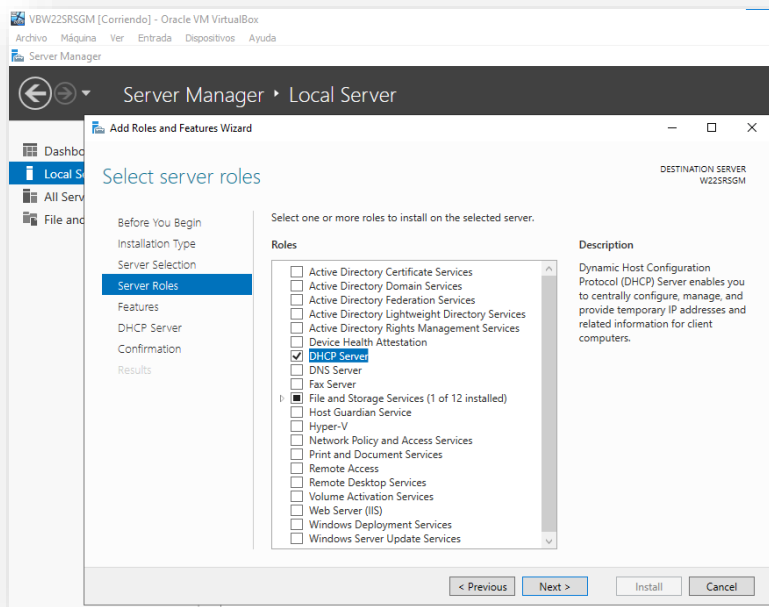 VBW22SRSGM [Corriendo] - Oracle VM VirtualBox
Archivo Máquina Ver Entrada Dispositivos Ayuda
Server Manager
Server Manager ‣ Local Server
Add Roles and Features Wizard
Dashbo
Local Se
All Serv
File and
Select server roles
DESTINATION SERVER
W22SRSGM
Before You Begin
Installation Type
Server Selection
Server Roles
Features
DHCP Server
Confirmation
Results
Select one or more roles to install on the selected server.
Roles
Active Directory Certificate Services
Active Directory Domain Services
Active Directory Federation Services
Active Directory Lightweight Directory Services
Active Directory Rights Management Services
Device Health Attestation
DHCP Server
DNS Server
Fax Server
File and Storage Services (1 of 12 installed)
Host Guardian Service
Hyper-V
Network Policy and Access Services
Print and Document Services
Remote Access
Remote Desktop Services
Volume Activation Services
Web Server (IIS)
Windows Deployment Services
Windows Server Update Services
Description
Dynamic Host Configuration
Protocol (DHCP) Server enables you
to centrally configure, manage, and
provide temporary IP addresses and
related information for client
computers.
< Previous
Next >
Install
Cancel